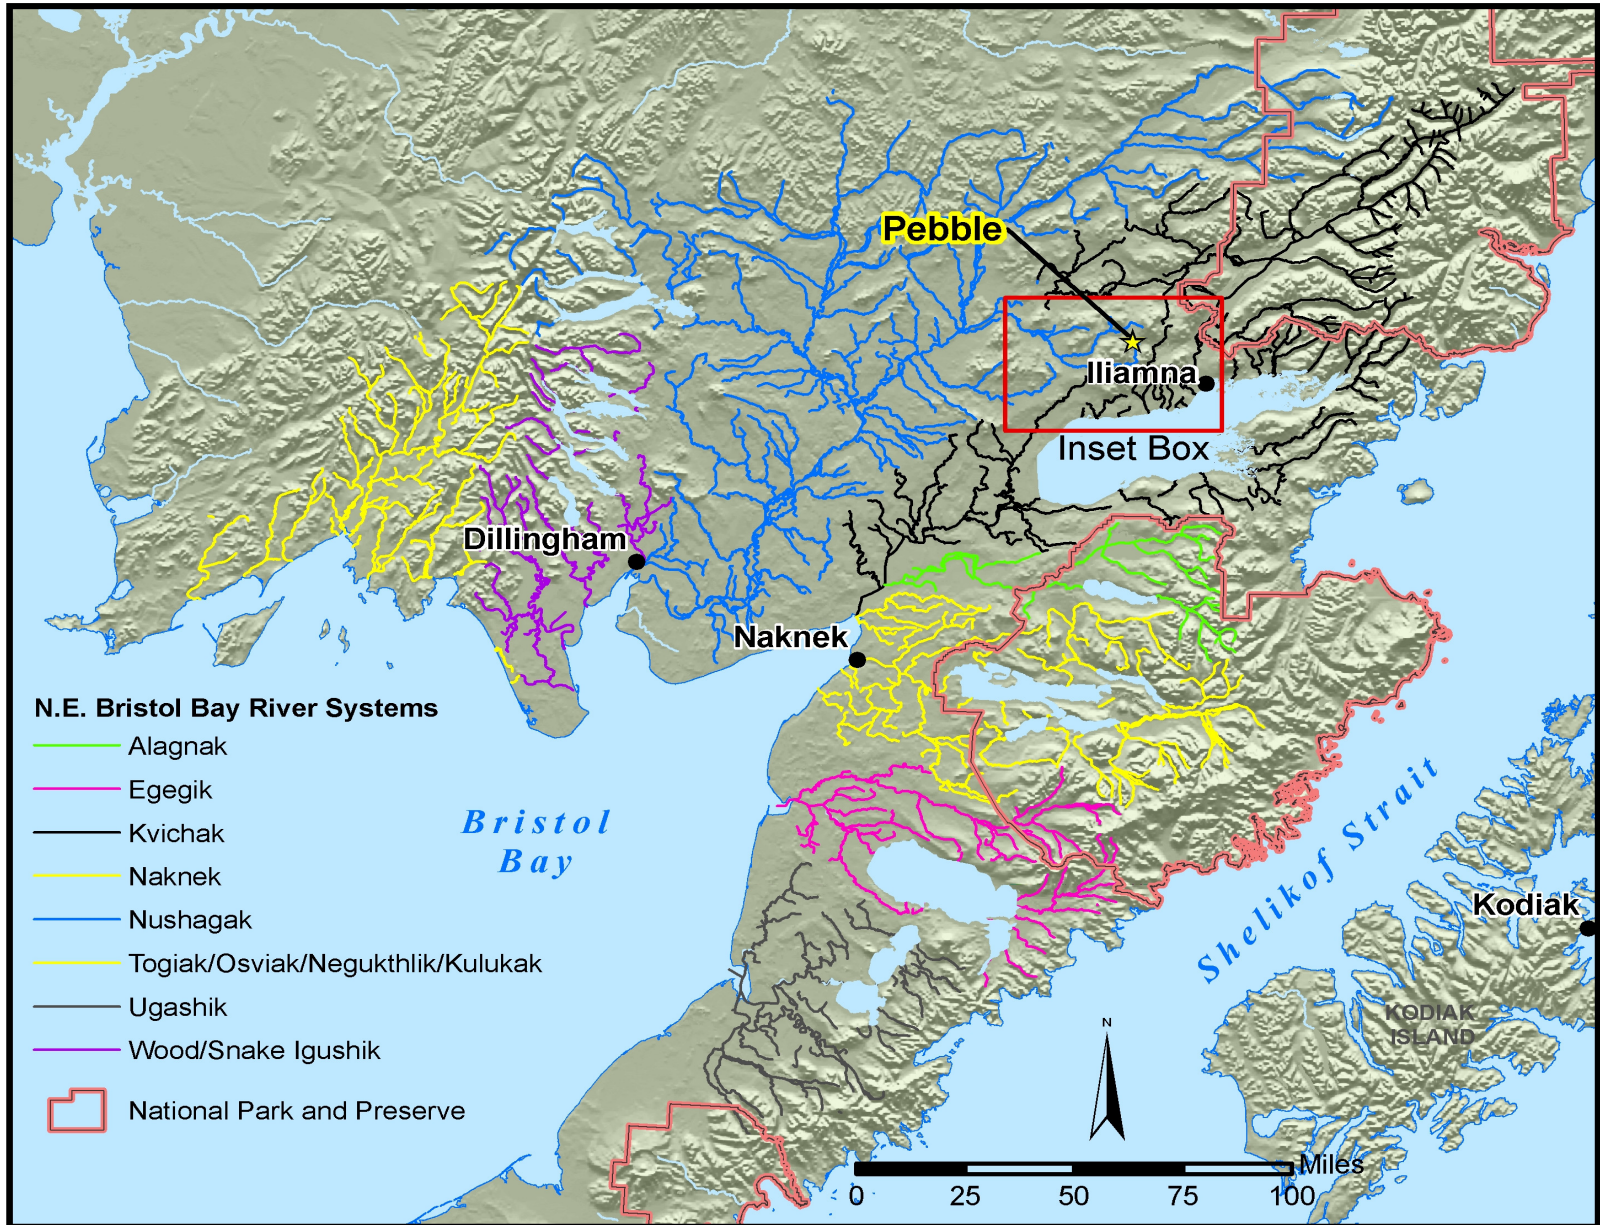 Pebble
Iliamna
Inset Box
Dillingham
Naknek
N.E. Bristol Bay River Systems
Alagnak
Egegik
Kvichak
Naknek
Nushagak
Togiak/Osviak/Negukthlik/Kulukak
Ugashik
Wood/Snake Igushik
National Park and Preserve
Bristol
Bay
Shelikof Strait
Kodiak
KODIAK
ISLAND
N
Miles
0 25 50 75 100